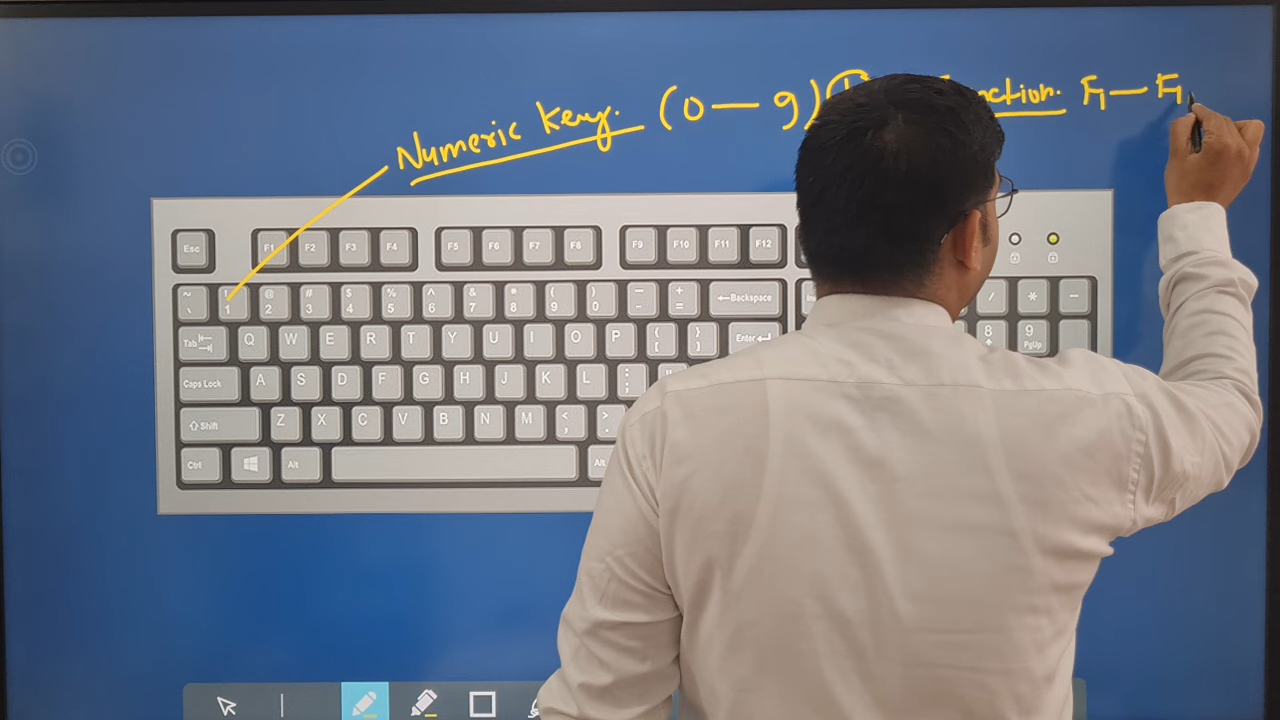 Numeric Key. (0 — 9) nction. F1 — F1
Esc F1 F2 F3 F4 F5 F6 F7 F8 F9 F10 F11 F12
~ ! @ # $ % ^ & * ( ) - +
\ 1 2 3 4 5 6 7 8 9 0 - = ←Backspace Ins / * −
Tab Q W E R T Y U I O P { [ } ] Enter 8 9 PgUp
Caps Lock A S D F G H J K L : ; "
⇧Shift Z X C V B N M < , > .
Ctrl Alt Alt